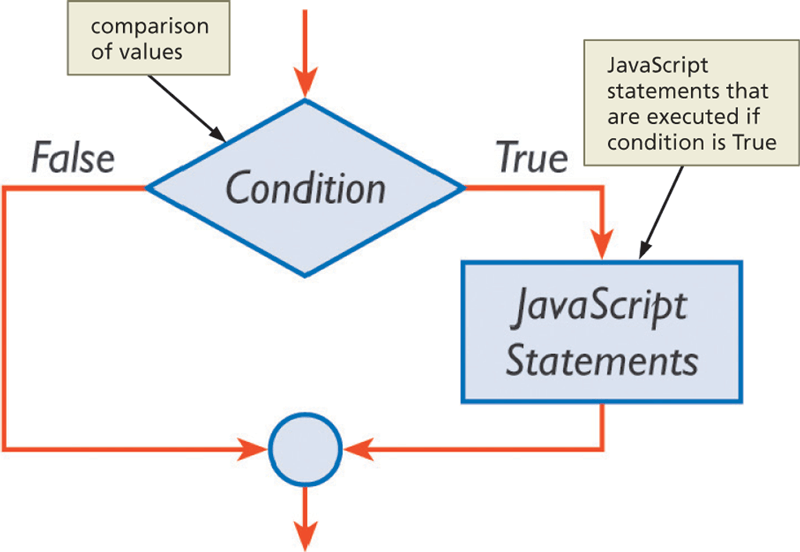 comparison
of values
JavaScript
statements that
are executed if
condition is True
False
True
Condition
JavaScript
Statements